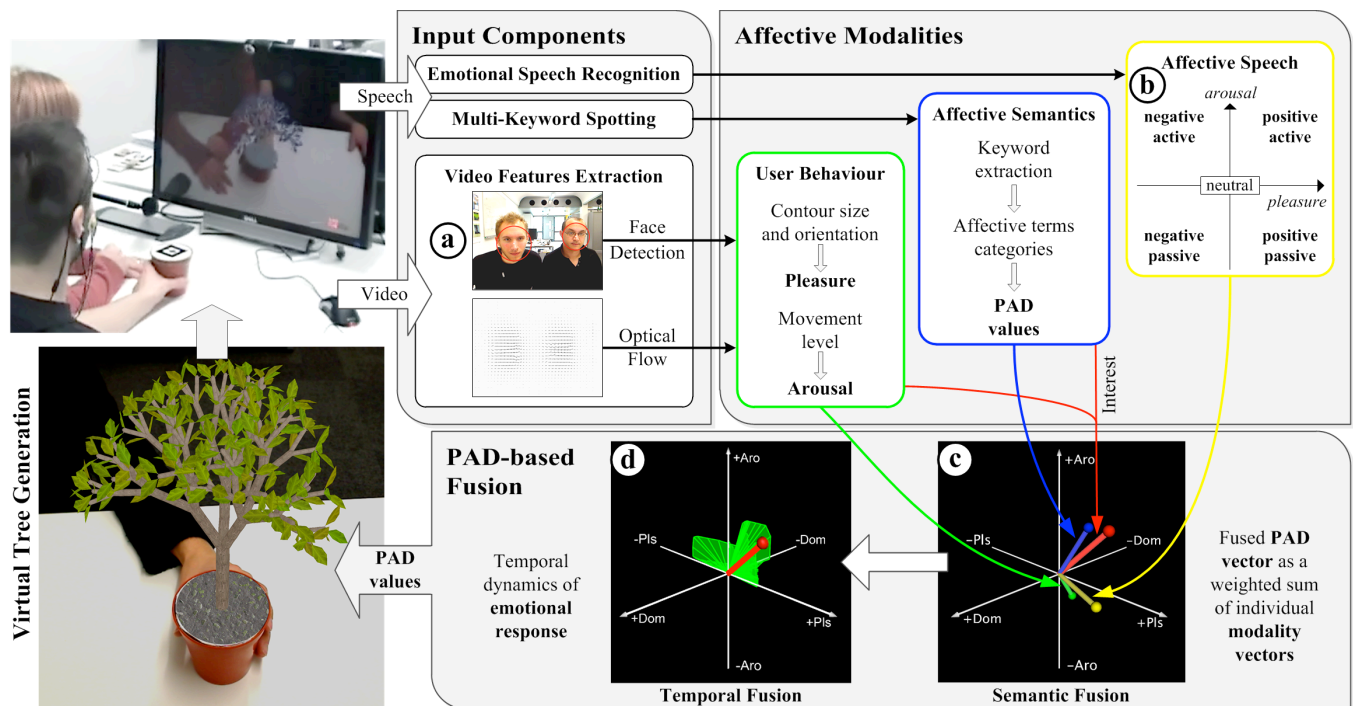 Input Components
Affective Modalities
Speech
Emotional Speech Recognition
Multi-Keyword Spotting
Video
Video Features Extraction
a
Face
Detection
Optical
Flow
User Behaviour
Contour size
and orientation
Pleasure
Movement
level
Arousal
Affective Semantics
Keyword
extraction
Affective terms
categories
PAD
values
Affective Speech
b
arousal
negative
active
positive
active
neutral
pleasure
negative
passive
positive
passive
Interest
Virtual Tree Generation
PAD-based
Fusion
PAD
values
Temporal
dynamics of
emotional
response
d
+Aro
-Pls
-Dom
+Dom
+Pls
-Aro
Temporal Fusion
c
+Aro
-Pls
-Dom
+Dom
+Pls
-Aro
Semantic Fusion
Fused PAD
vector as a
weighted sum
of individual
modality
vectors